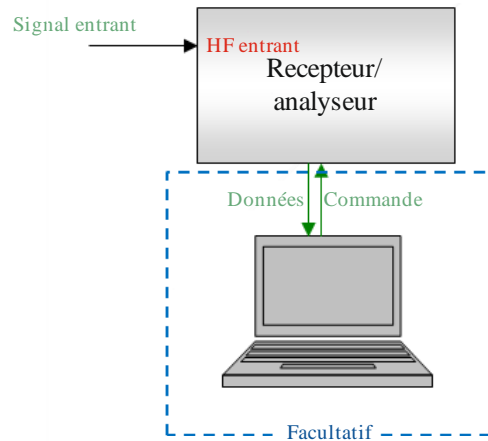 Signal entrant
HF entrant
Recepteur/
analyseur
Données
Commande
Facultatif